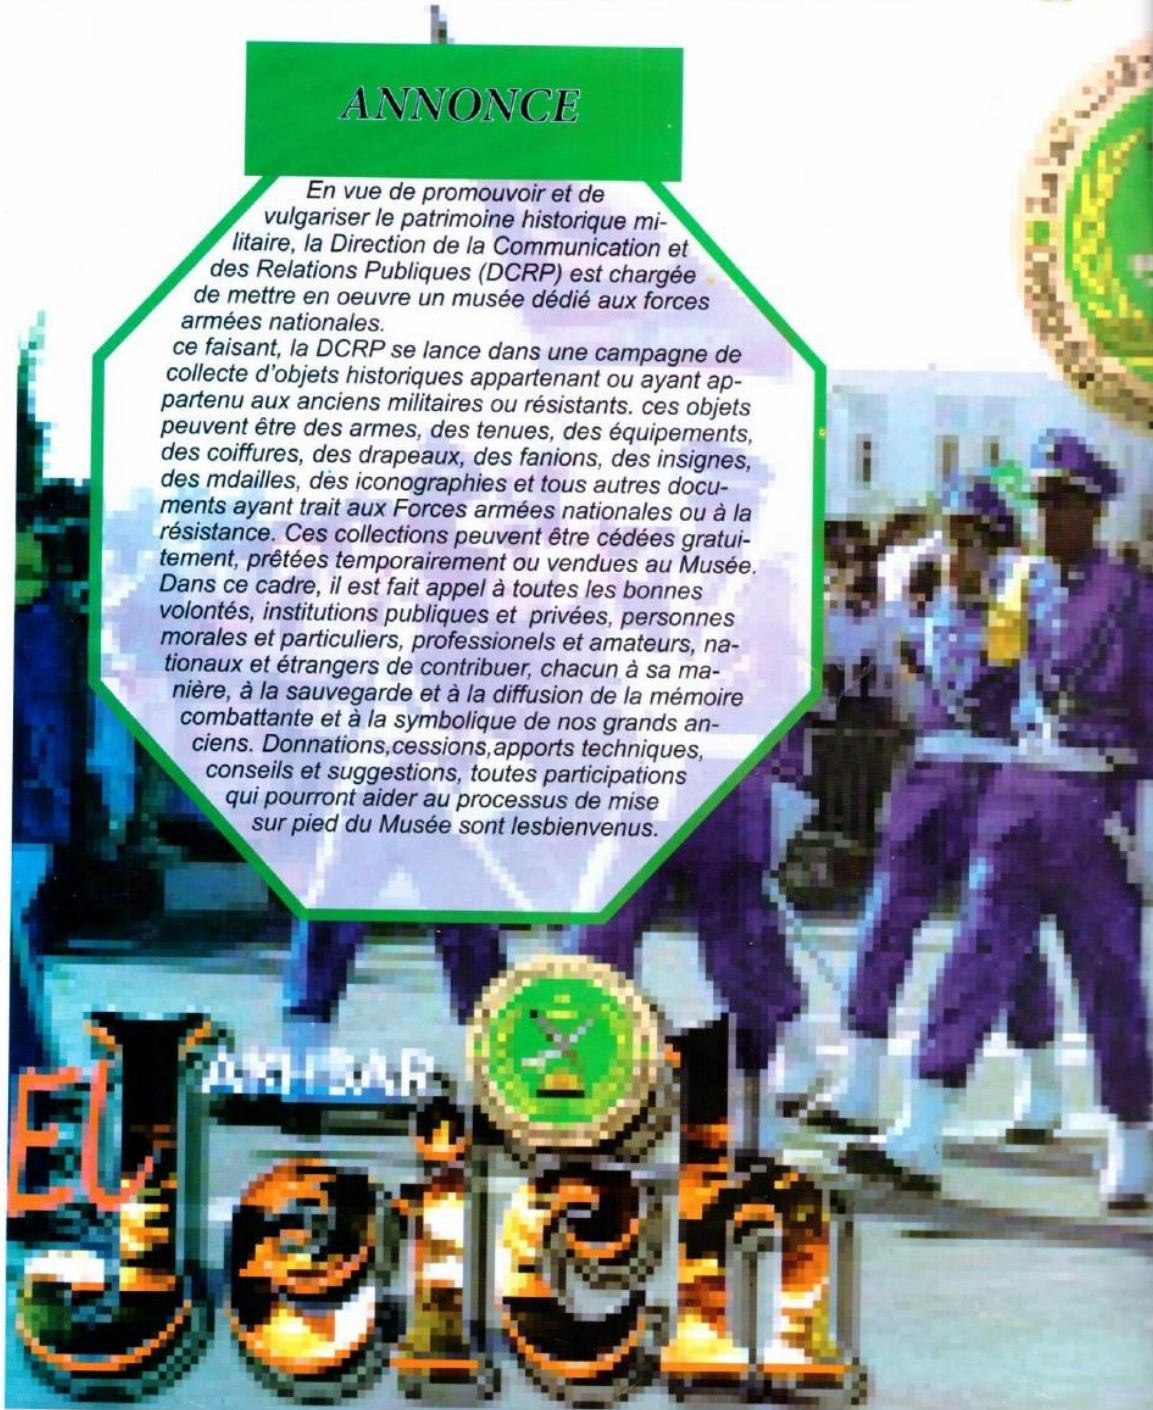 ANNONCE
En vue de promouvoir et de
vulgariser le patrimoine historique mi-
litaire, la Direction de la Communication et
des Relations Publiques (DCRP) est chargée
de mettre en oeuvre un musée dédié aux forces
armées nationales.
ce faisant, la DCRP se lance dans une campagne de
collecte d'objets historiques appartenant ou ayant ap-
partenu aux anciens militaires ou résistants. ces objets
peuvent être des armes, des tenues, des équipements,
des coiffures, des drapeaux, des fanions, des insignes,
des mdailles, dès iconographies et tous autres docu-
ments ayant trait aux Forces armées nationales ou à la
résistance. Ces collections peuvent être cédées gratui-
tement, prêtées temporairement ou vendues au Musée.
Dans ce cadre, il est fait appel à toutes les bonnes
volontés, institutions publiques et privées, personnes
morales et particuliers, professionels et amateurs, na-
tionaux et étrangers de contribuer, chacun à sa ma-
nière, à la sauvegarde et à la diffusion de la mémoire
combattante et à la symbolique de nos grands an-
ciens. Donnations,cessions,apports techniques,
conseils et suggestions, toutes participations
qui pourront aider au processus de mise
sur pied du Musée sont lesbienvenus.
AKHBAR
El Jeich